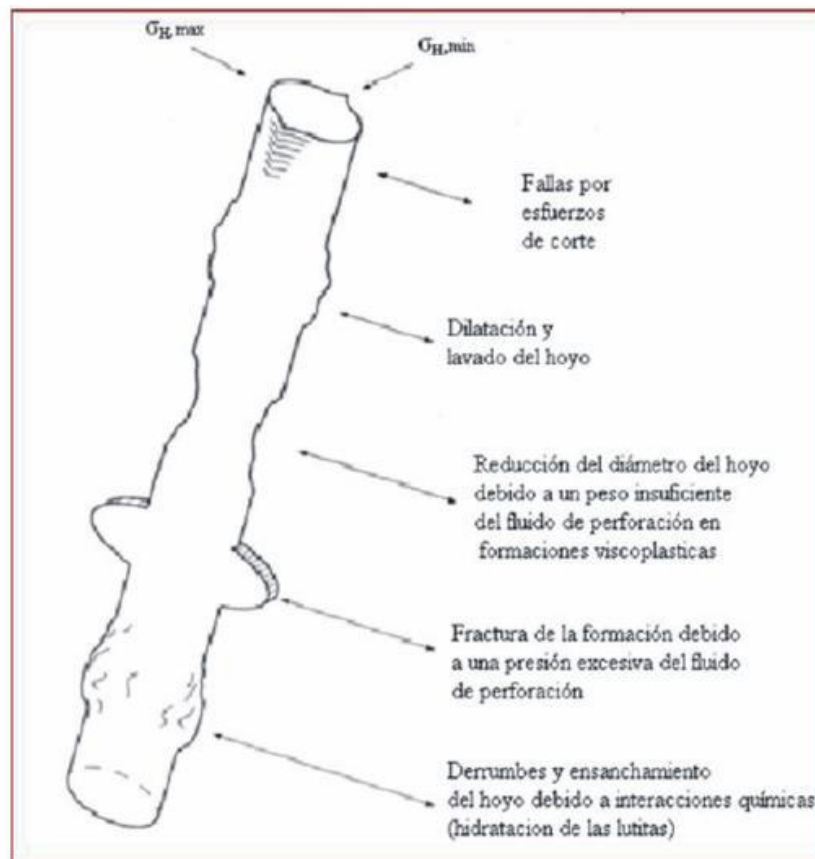 σH,max
σH,min
Fallas por
esfuerzos
de corte
Dilatación y
lavado del hoyo
Reducción del diámetro del hoyo
debido a un peso insuficiente
del fluido de perforación en
formaciones viscoplasticas
Fractura de la formación debido
a una presión excesiva del fluido
de perforación
Derrumbes y ensanchamiento
del hoyo debido a interacciones químicas
(hidratacion de las lutitas)